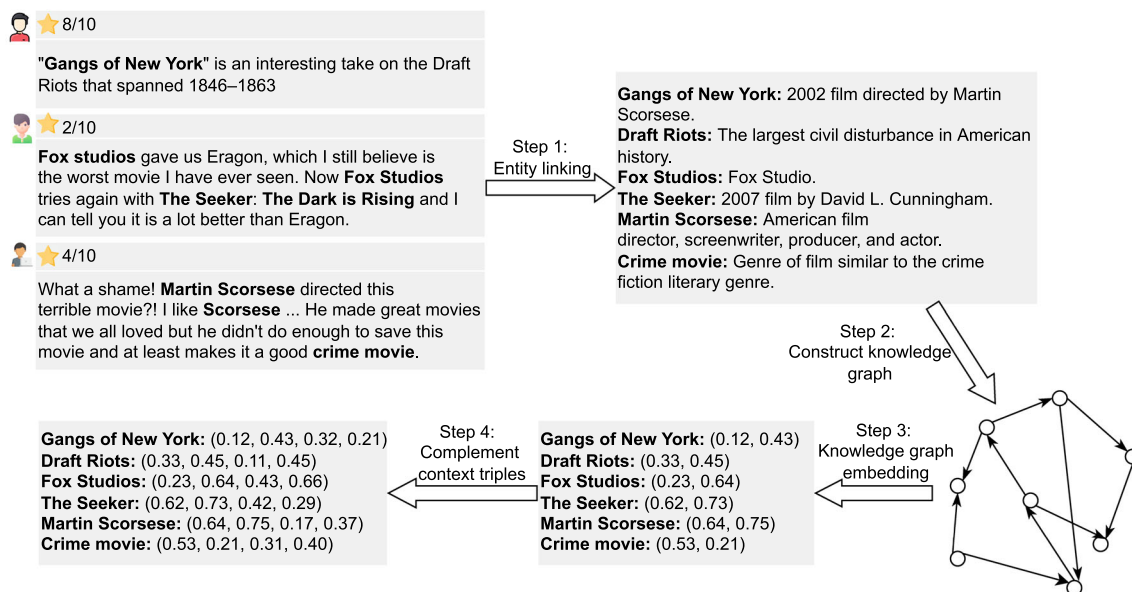 8/10
"Gangs of New York" is an interesting take on the Draft
Riots that spanned 1846–1863
2/10
Fox studios gave us Eragon, which I still believe is
the worst movie I have ever seen. Now Fox Studios
tries again with The Seeker: The Dark is Rising and I
can tell you it is a lot better than Eragon.
4/10
What a shame! Martin Scorsese directed this
terrible movie?! I like Scorsese ... He made great movies
that we all loved but he didn't do enough to save this
movie and at least makes it a good crime movie.
Step 1:
Entity linking
Gangs of New York: 2002 film directed by Martin
Scorsese.
Draft Riots: The largest civil disturbance in American
history.
Fox Studios: Fox Studio.
The Seeker: 2007 film by David L. Cunningham.
Martin Scorsese: American film
director, screenwriter, producer, and actor.
Crime movie: Genre of film similar to the crime
fiction literary genre.
Step 2:
Construct knowledge
graph
Step 3:
Knowledge graph
embedding
Gangs of New York: (0.12, 0.43)
Draft Riots: (0.33, 0.45)
Fox Studios: (0.23, 0.64)
The Seeker: (0.62, 0.73)
Martin Scorsese: (0.64, 0.75)
Crime movie: (0.53, 0.21)
Step 4:
Complement
context triples
Gangs of New York: (0.12, 0.43, 0.32, 0.21)
Draft Riots: (0.33, 0.45, 0.11, 0.45)
Fox Studios: (0.23, 0.64, 0.43, 0.66)
The Seeker: (0.62, 0.73, 0.42, 0.29)
Martin Scorsese: (0.64, 0.75, 0.17, 0.37)
Crime movie: (0.53, 0.21, 0.31, 0.40)